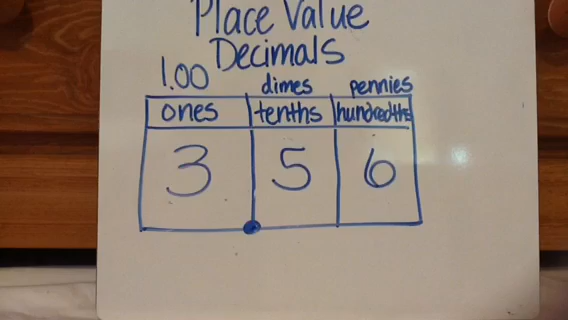 Place Value
Decimals
1.00 dimes pennies
ones tenths hundredths
3 5 6